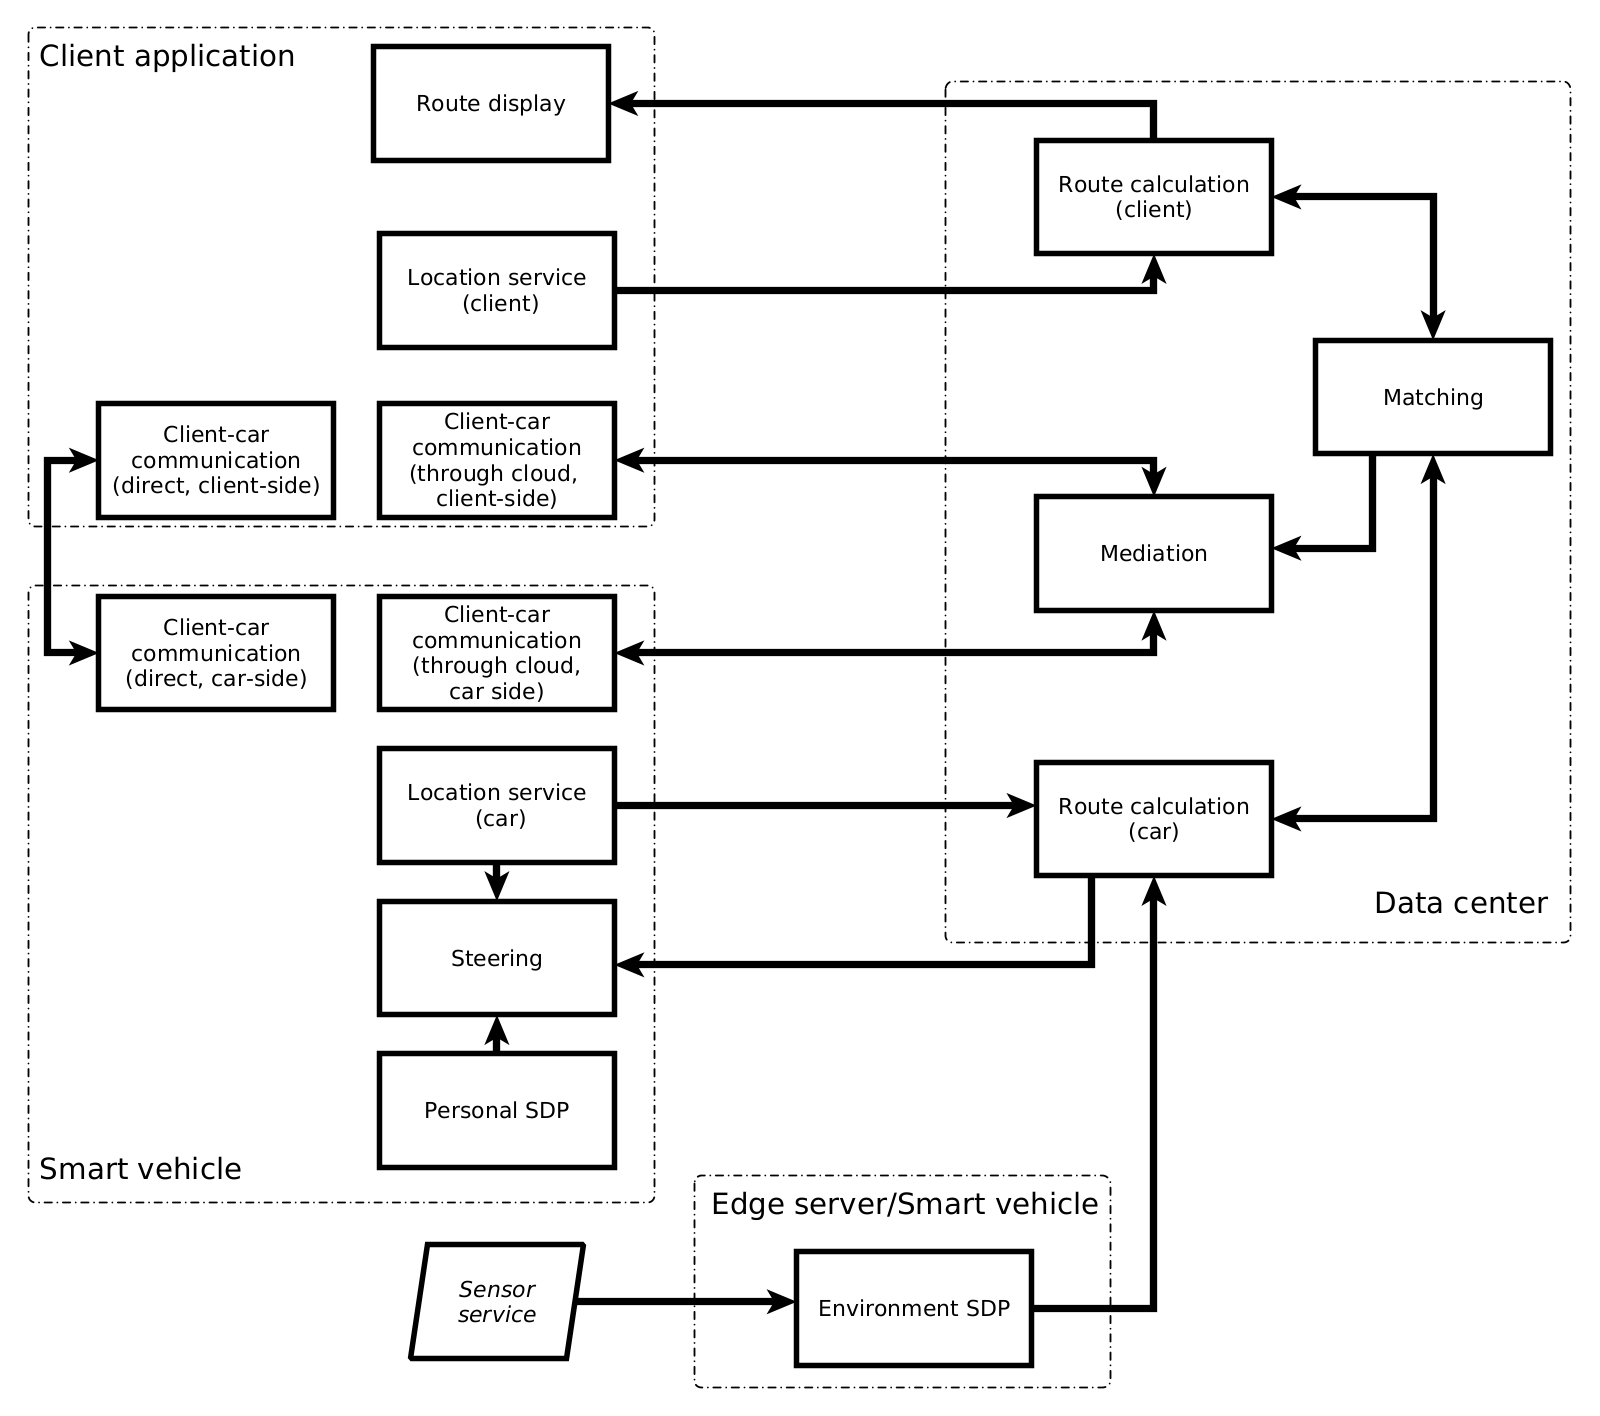 Client application
Route display
Route calculation
(client)
Location service
(client)
Matching
Client-car
communication
(direct, client-side)
Client-car
communication
(through cloud,
client-side)
Mediation
Client-car
communication
(direct, car-side)
Client-car
communication
(through cloud,
car side)
Location service
(car)
Route calculation
(car)
Data center
Steering
Personal SDP
Smart vehicle
Edge server/Smart vehicle
Sensor
service
Environment SDP